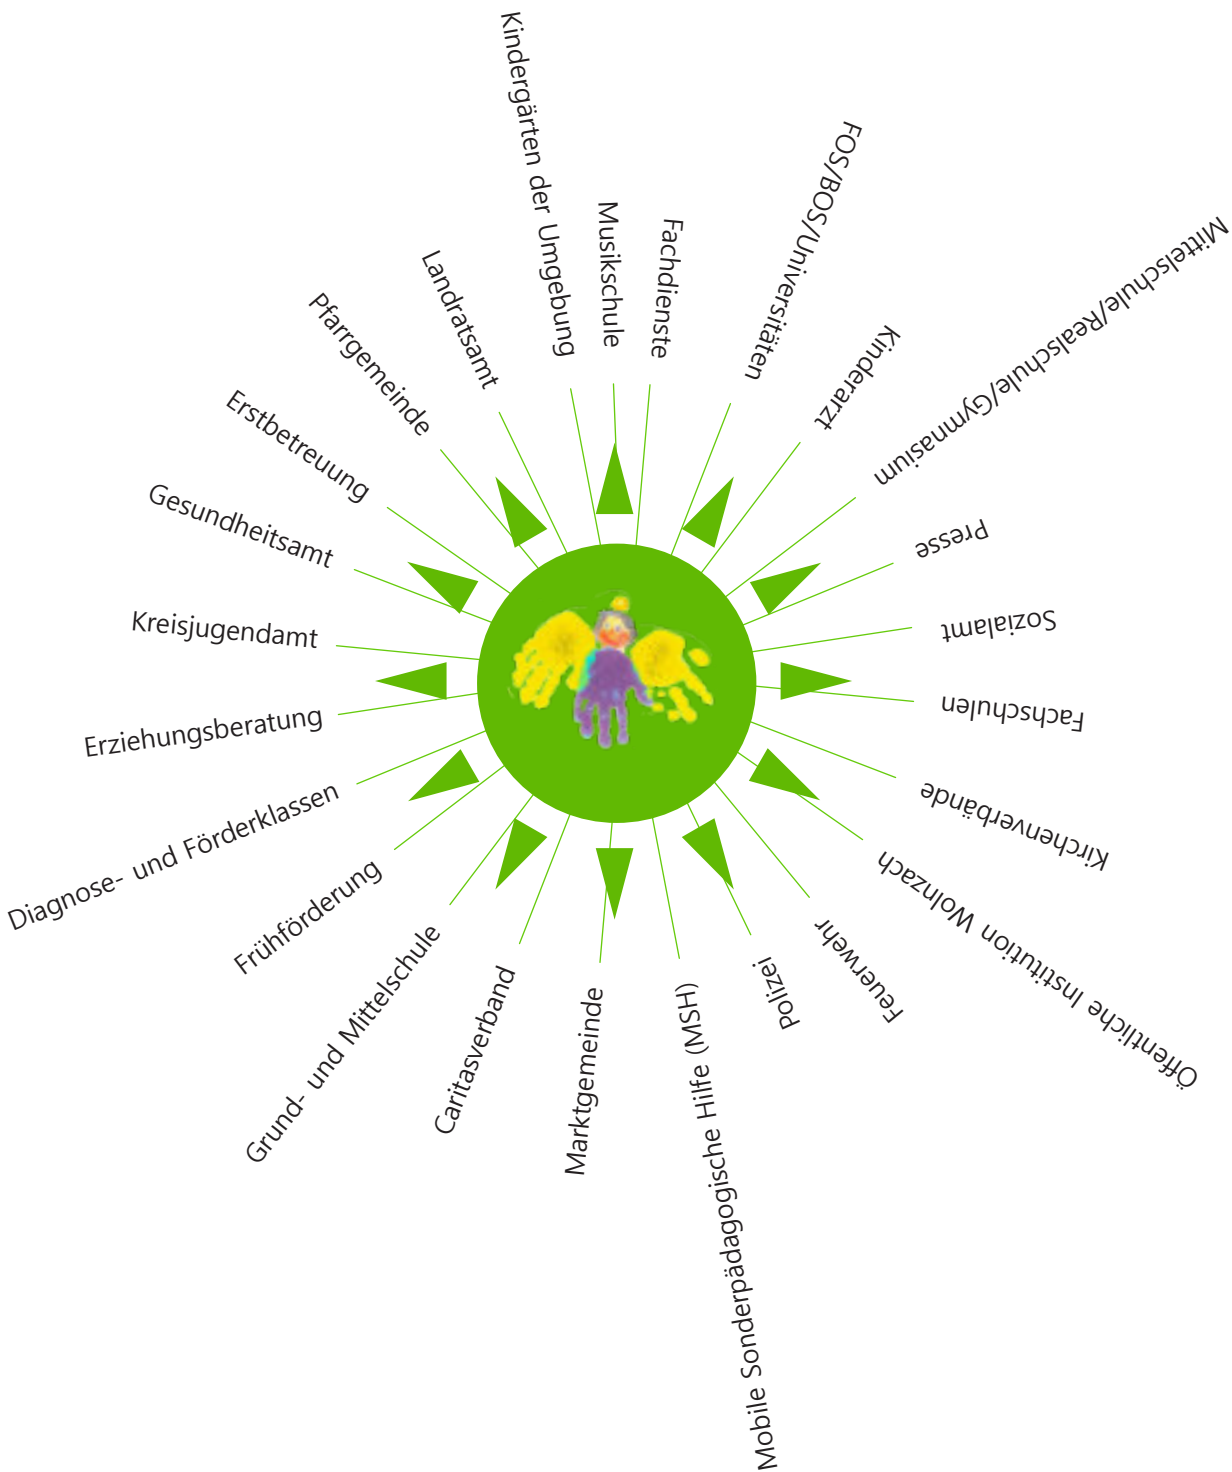 Kindergärten der Umgebung
Musikschule
Fachdienste
FOS/BOS/Universitäten
Kinderarzt
Mittelschule/Realschule/Gymnasium
Presse
Sozialamt
Fachschulen
Kirchenverbände
Öffentliche Institution Wolnzach
Feuerwehr
Polizei
Mobile Sonderpädagogische Hilfe (MSH)
Marktgemeinde
Caritasverband
Grund- und Mittelschule
Frühförderung
Diagnose- und Förderklassen
Erziehungsberatung
Kreisjugendamt
Gesundheitsamt
Erstbetreuung
Pfarrgemeinde
Landratsamt